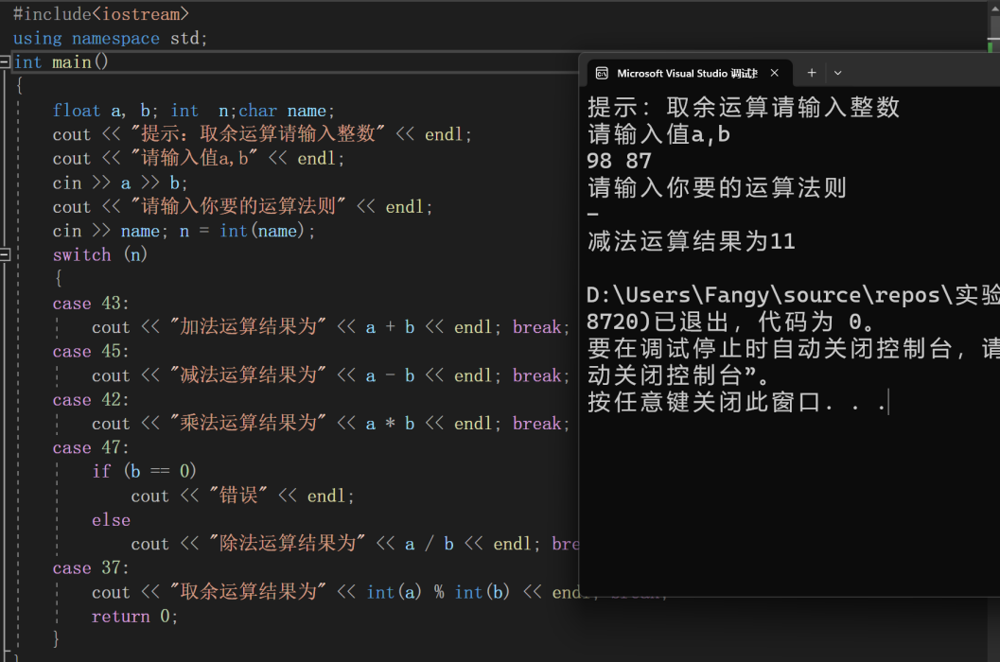 #include<iostream>
using namespace std;
int main()
{
float a, b; int  n;char name;
cout << "提示：取余运算请输入整数" << endl;
cout << "请输入值a,b" << endl;
cin >> a >> b;
cout << "请输入你要的运算法则" << endl;
cin >> name; n = int(name);
switch (n)
{
case 43:
cout << "加法运算结果为" << a + b << endl; break;
case 45:
cout << "减法运算结果为" << a - b << endl; break;
case 42:
cout << "乘法运算结果为" << a * b << endl; break;
case 47:
if (b == 0)
cout << "错误" << endl;
else
cout << "除法运算结果为" << a / b << endl; bre
case 37:
cout << "取余运算结果为" << int(a) % int(b) << endl; break;
return 0;
}
}
Microsoft Visual Studio 调试
提示：取余运算请输入整数
请输入值a,b
98 87
请输入你要的运算法则
-
减法运算结果为11
D:\Users\Fangy\source\repos\实验
8720)已退出，代码为 0。
要在调试停止时自动关闭控制台，请
动关闭控制台”。
按任意键关闭此窗口. . .